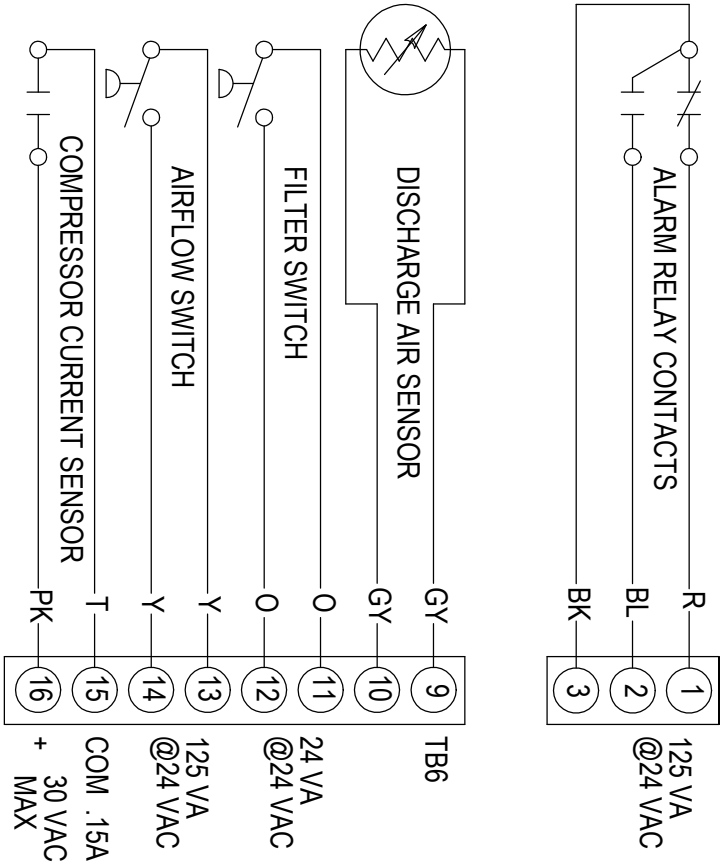 ALARM RELAY CONTACTS
R
1
125 VA
@24 VAC
BL
2
BK
3
DISCHARGE AIR SENSOR
GY
9
TB6
GY
10
FILTER SWITCH
O
11
24 VA
@24 VAC
O
12
AIRFLOW SWITCH
Y
13
125 VA
@24 VAC
Y
14
COMPRESSOR CURRENT SENSOR
T
15
COM .15A
PK
16
+ 30 VAC
MAX